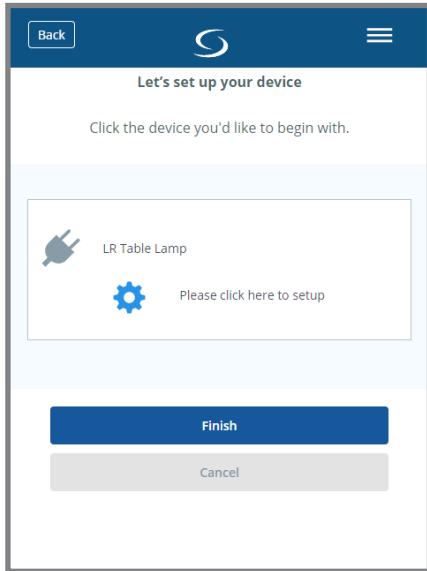 Back
Let's set up your device
Click the device you'd like to begin with.
LR Table Lamp
Please click here to setup
Finish
Cancel